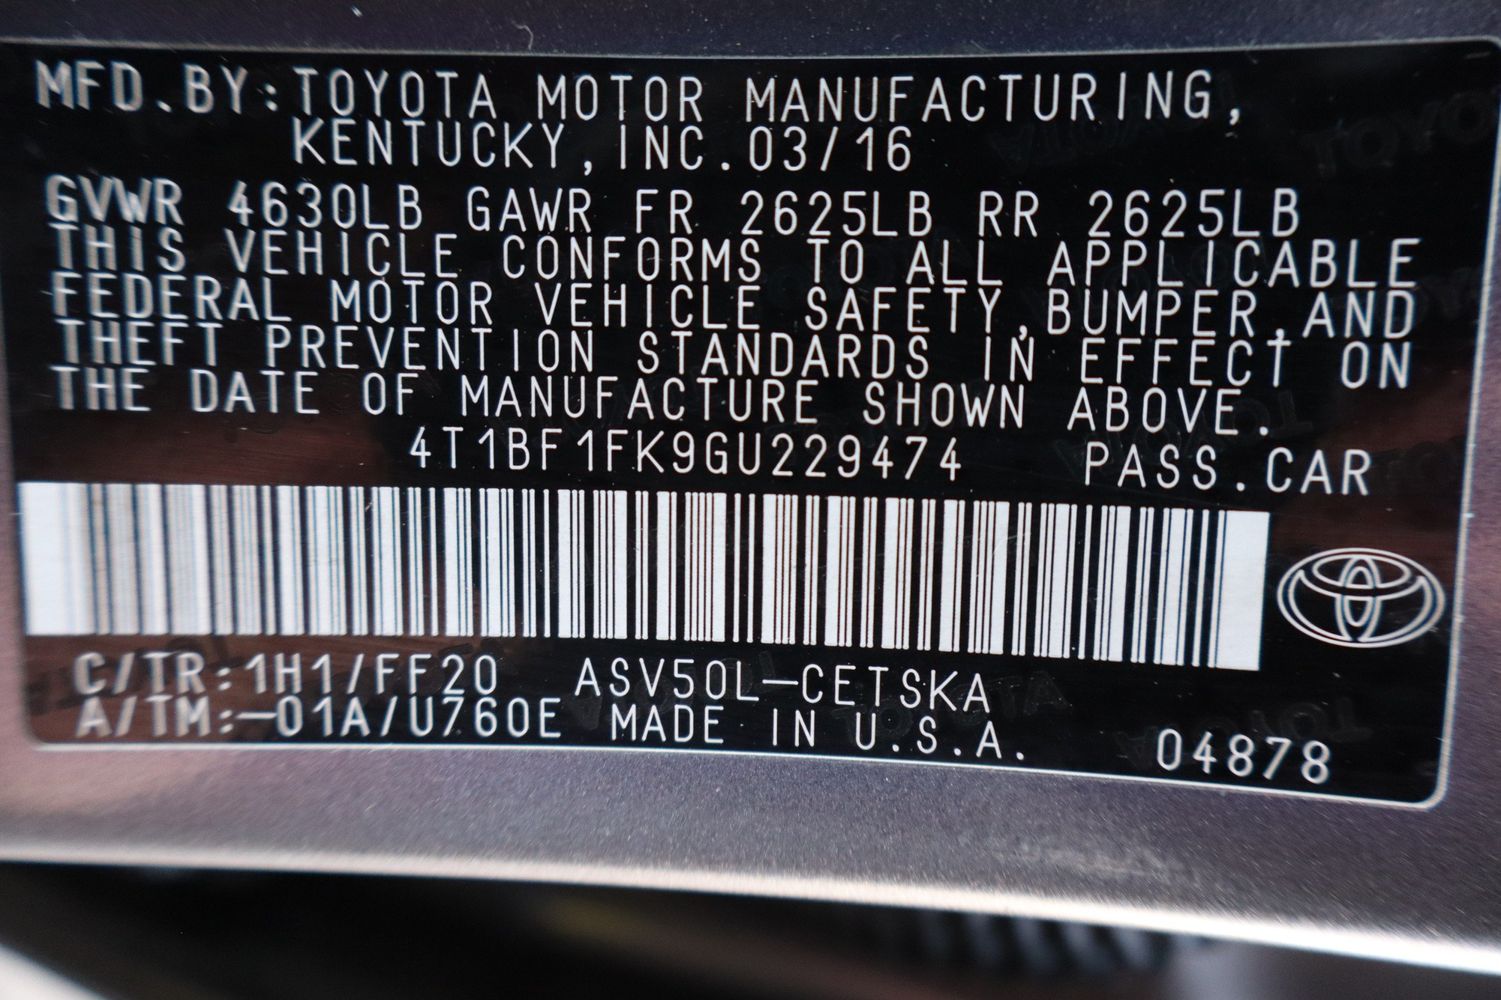 MFD.BY:TOYOTA MOTOR MANUFACTURING,
KENTUCKY,INC.03/16
GVWR 4630LB GAWR FR 2625LB RR 2625LB
THIS VEHICLE CONFORMS TO ALL APPLICABLE
FEDERAL MOTOR VEHICLE SAFETY,BUMPER,AND
THEFT PREVENTION STANDARDS IN EFFECT ON
THE DATE OF MANUFACTURE SHOWN ABOVE.
4T1BF1FK9GU229474 PASS.CAR
C/TR:1H1/FF20 ASV50L-CETSKA
A/TM:-01A/U760E MADE IN U.S.A. 04878